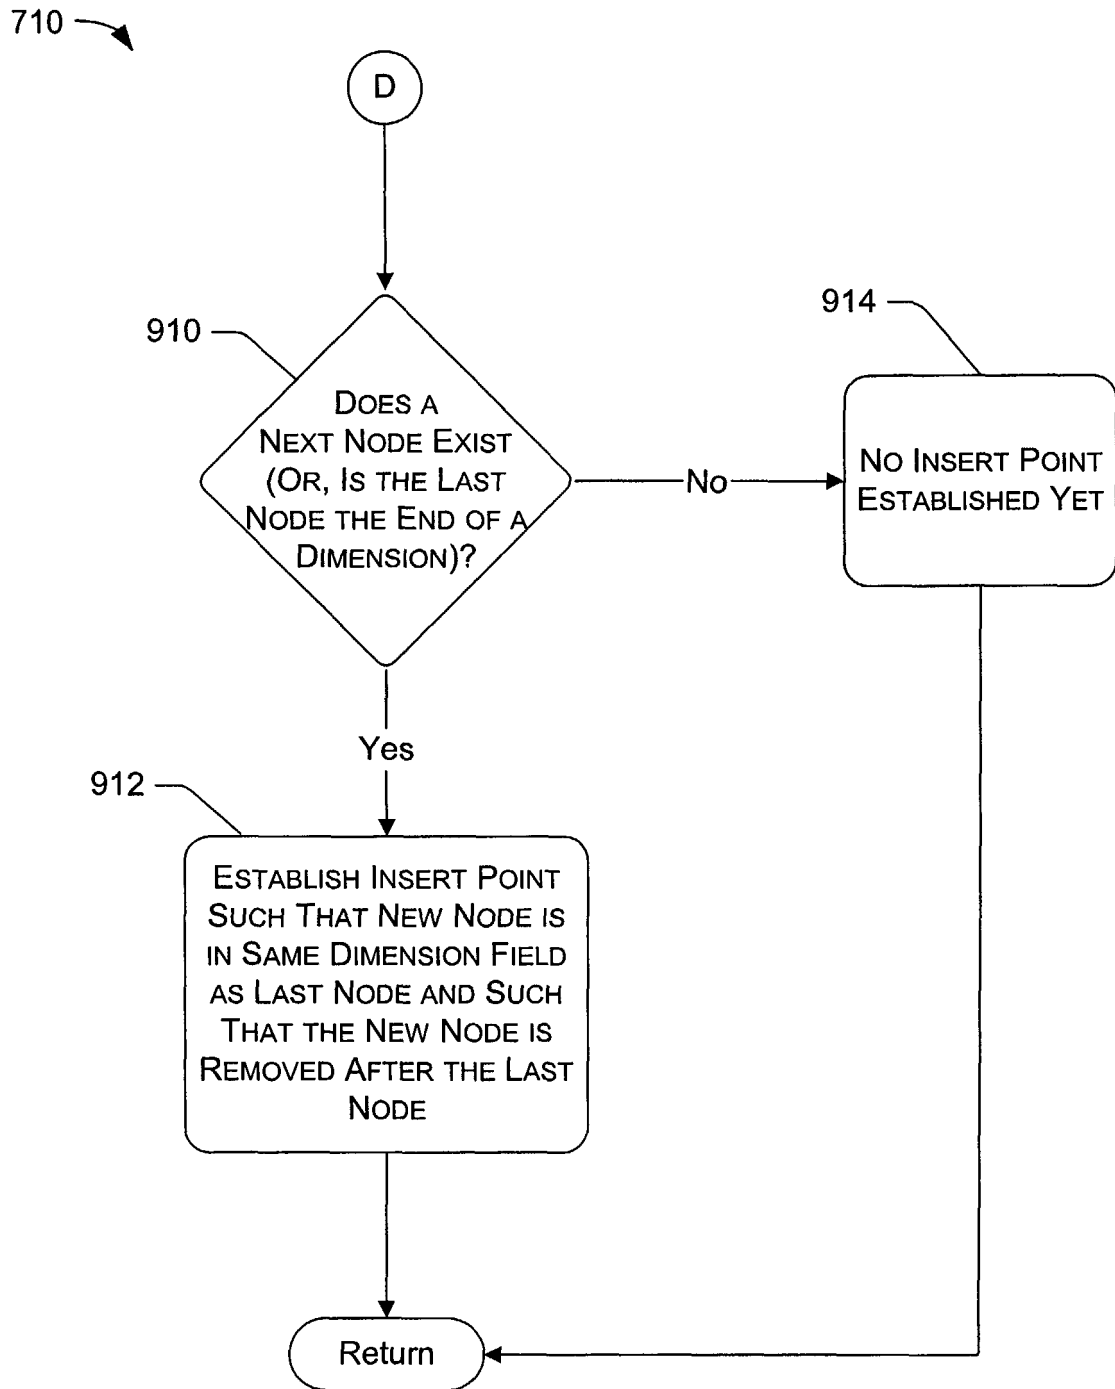 710
D
910
DOES A
NEXT NODE EXIST
(OR, IS THE LAST
NODE THE END OF A
DIMENSION)?
No
914
NO INSERT POINT
ESTABLISHED YET
Yes
912
ESTABLISH INSERT POINT
SUCH THAT NEW NODE IS
IN SAME DIMENSION FIELD
AS LAST NODE AND SUCH
THAT THE NEW NODE IS
REMOVED AFTER THE LAST
NODE
Return